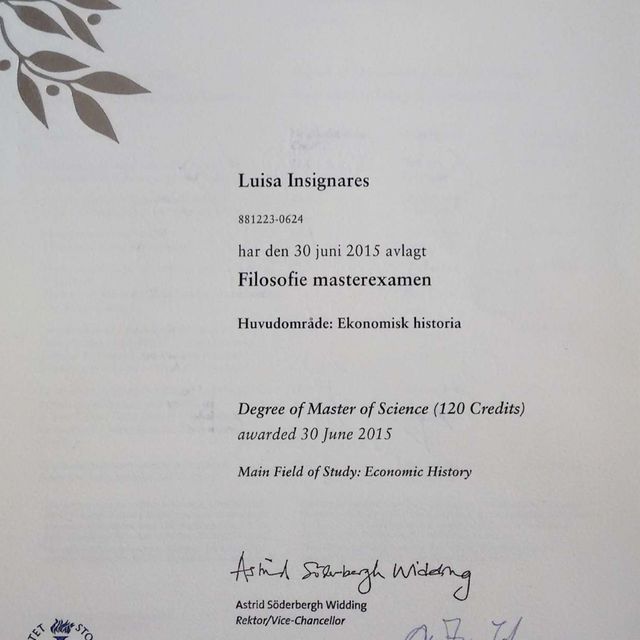 Luisa Insignares
881223-0624
har den 30 juni 2015 avlagt
Filosofie masterexamen
Huvudområde: Ekonomisk historia
Degree of Master of Science (120 Credits)
awarded 30 June 2015
Main Field of Study: Economic History
Astrid Söderbergh Widding
Astrid Söderbergh Widding
Rektor/Vice-Chancellor
TET STO